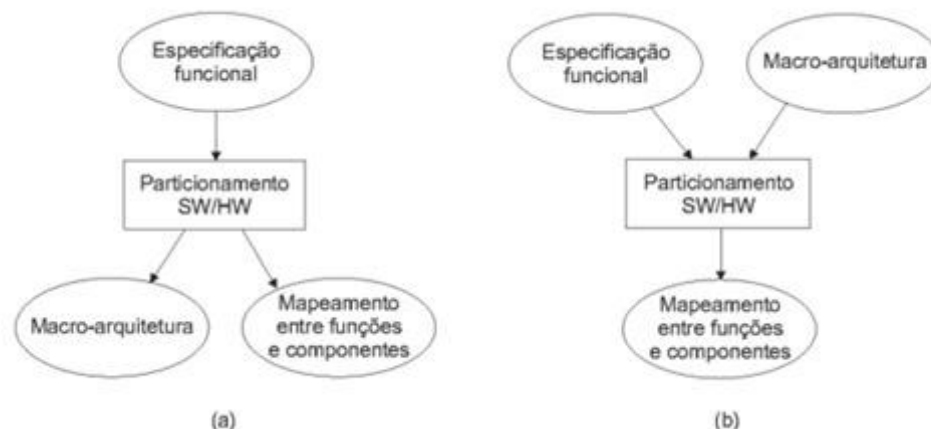 Especificação
funcional
Particionamento
SW/HW
Macro-arquitetura
Mapeamento
entre funções
e componentes
(a)
Especificação
funcional
Macro-arquitetura
Particionamento
SW/HW
Mapeamento
entre funções
e componentes
(b)